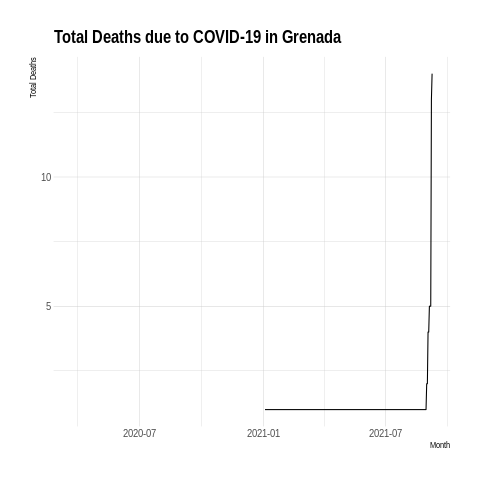 Total Deaths due to COVID-19 in Grenada
Total Deaths
10
5
2020-07
2021-01
2021-07
Month